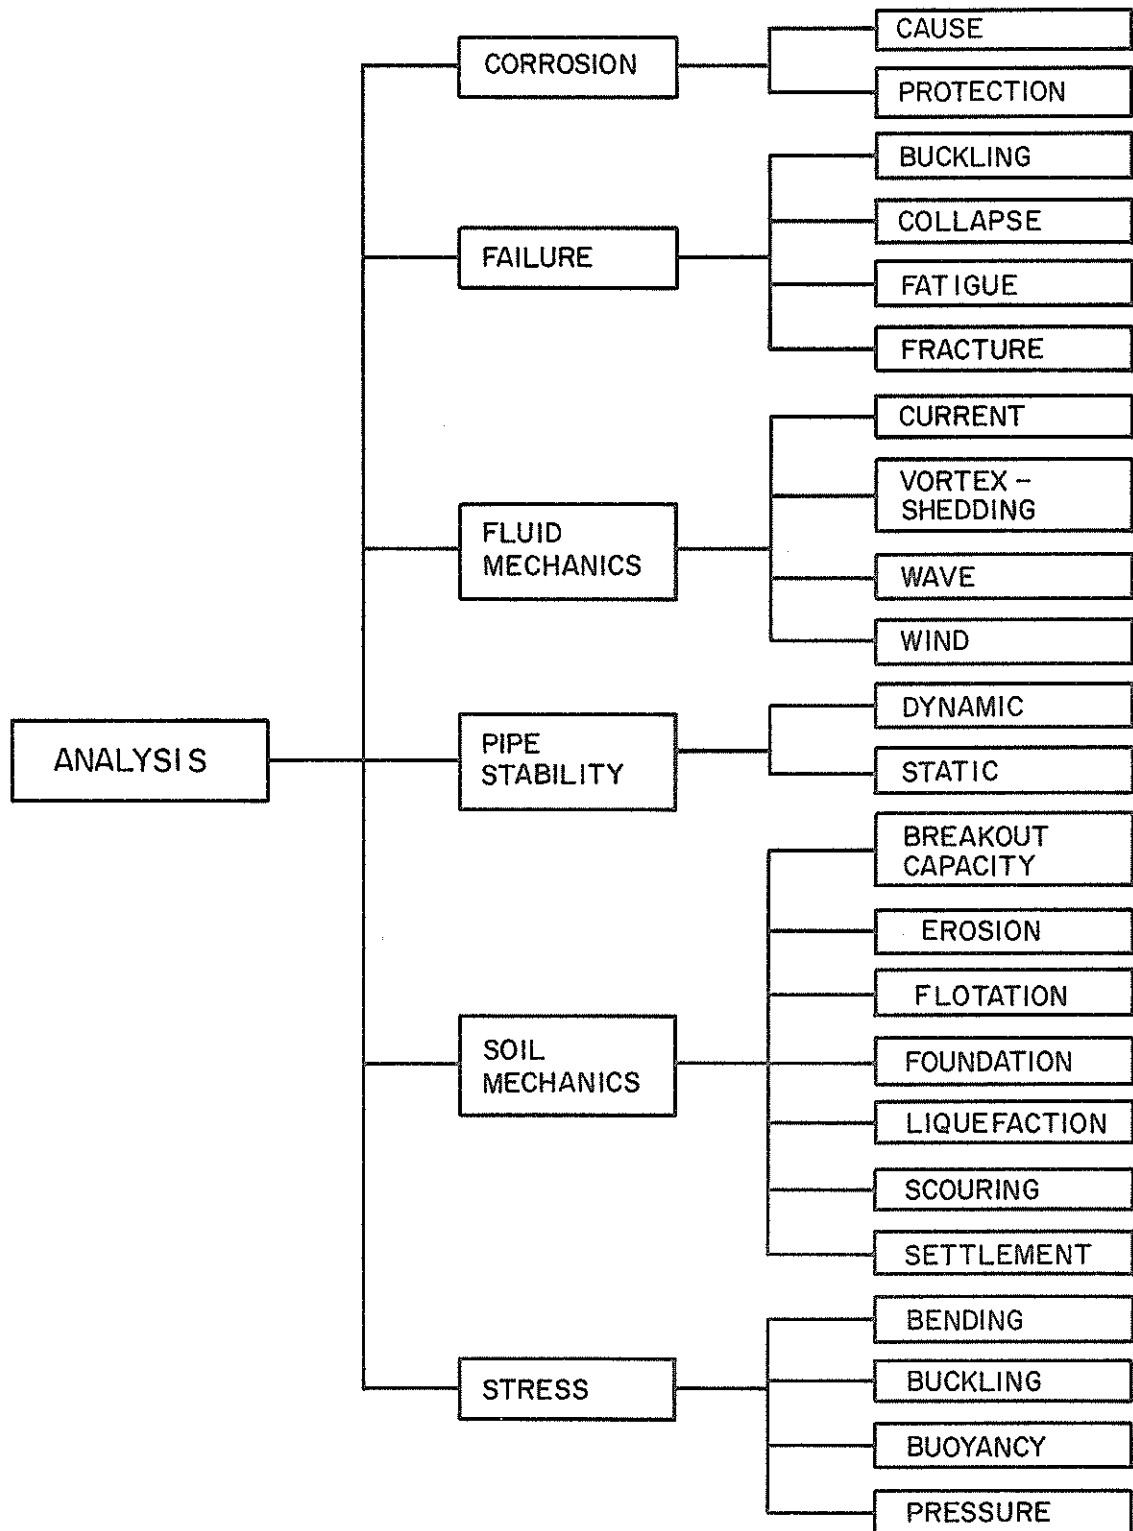 CORROSION
CAUSE
PROTECTION
FAILURE
BUCKLING
COLLAPSE
FATIGUE
FRACTURE
FLUID
MECHANICS
CURRENT
VORTEX –
SHEDDING
WAVE
WIND
ANALYSIS
PIPE
STABILITY
DYNAMIC
STATIC
SOIL
MECHANICS
BREAKOUT
CAPACITY
EROSION
FLOTATION
FOUNDATION
LIQUEFACTION
SCOURING
SETTLEMENT
STRESS
BENDING
BUCKLING
BUOYANCY
PRESSURE